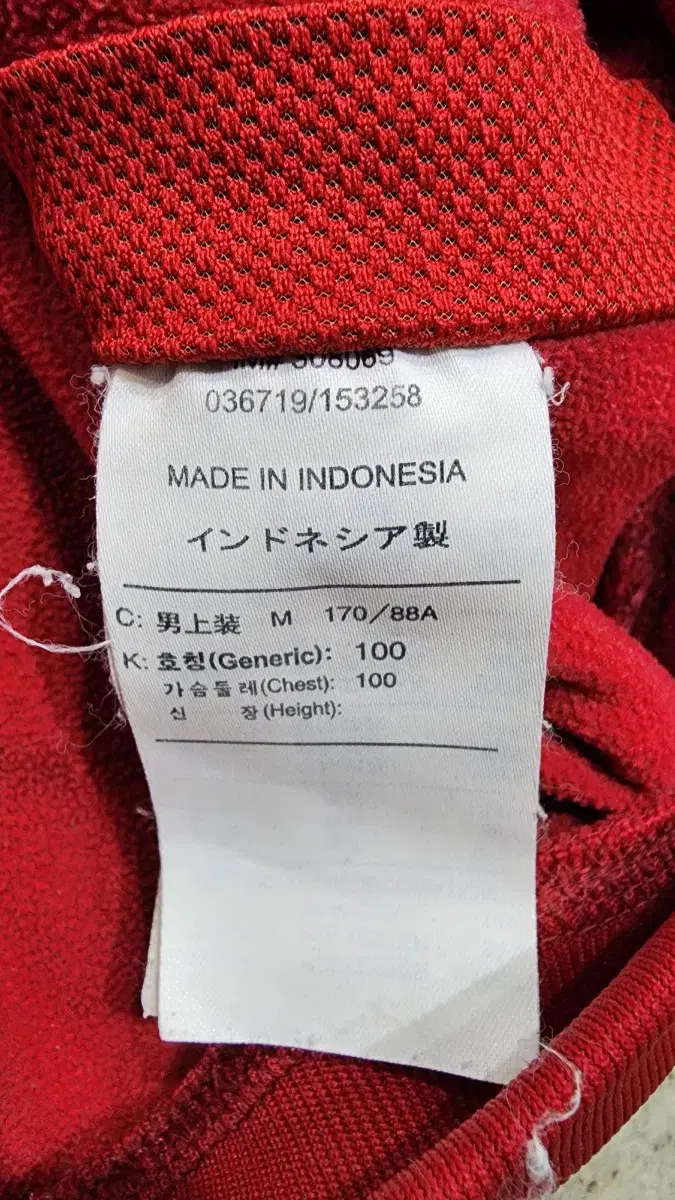 036719/153258
MADE IN INDONESIA
インドネシア製
C: 男上装 M 170/88A
K: 호칭(Generic): 100
가슴둘레(Chest): 100
신 장(Height):